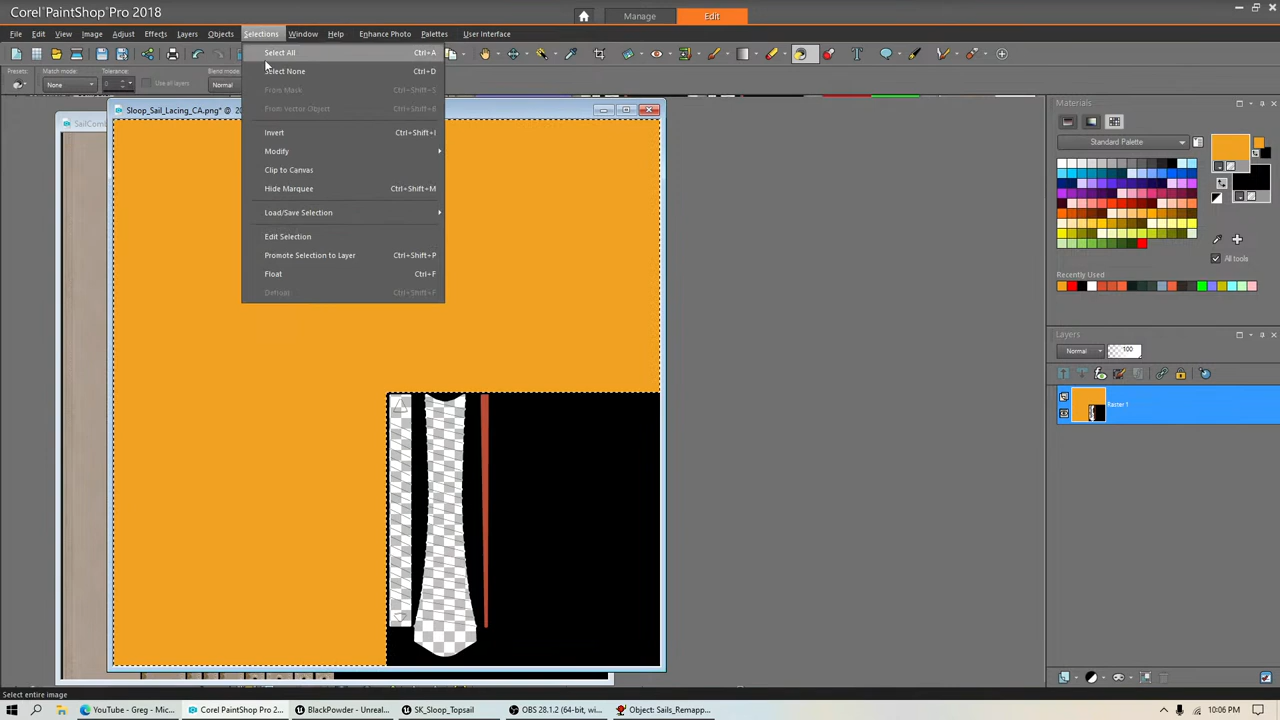 Corel PaintShop Pro 2018
Manage
Edit
File Edit View Image Adjust Effects Layers Objects Selections Window Help Enhance Photo Palettes User Interface
Presets: Match mode: Tolerance: Use all layers Blend mode:
None 0 Normal
Select All Ctrl+A
Select None Ctrl+D
From Mask Ctrl+Shift+S
From Vector Object Ctrl+Shift+B
Invert Ctrl+Shift+I
Modify
Clip to Canvas
Hide Marquee Ctrl+Shift+M
Load/Save Selection
Edit Selection
Promote Selection to Layer Ctrl+Shift+P
Float Ctrl+F
Defloat Ctrl+Shift+F
Sloop_Sail_Lacing_CA.png* @ 20
SailComb
Materials
Standard Palette
All tools
Recently Used
Layers
Normal 100
Raster 1
Select entire image
YouTube - Greg - Mic...
Corel PaintShop Pro 2...
BlackPowder - Unreal...
SK_Sloop_Topsail
OBS 28.1.2 (64-bit, wi...
Object: Sails_Remapp...
10:06 PM